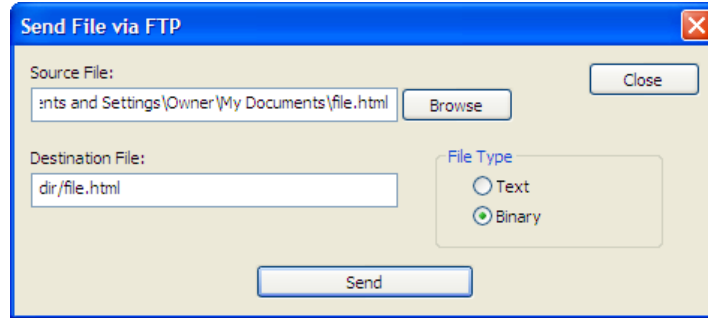 Send File via FTP
Source File:
Close
ents and Settings\Owner\My Documents\file.html
Browse
Destination File:
File Type
dir/file.html
Text
Binary
Send